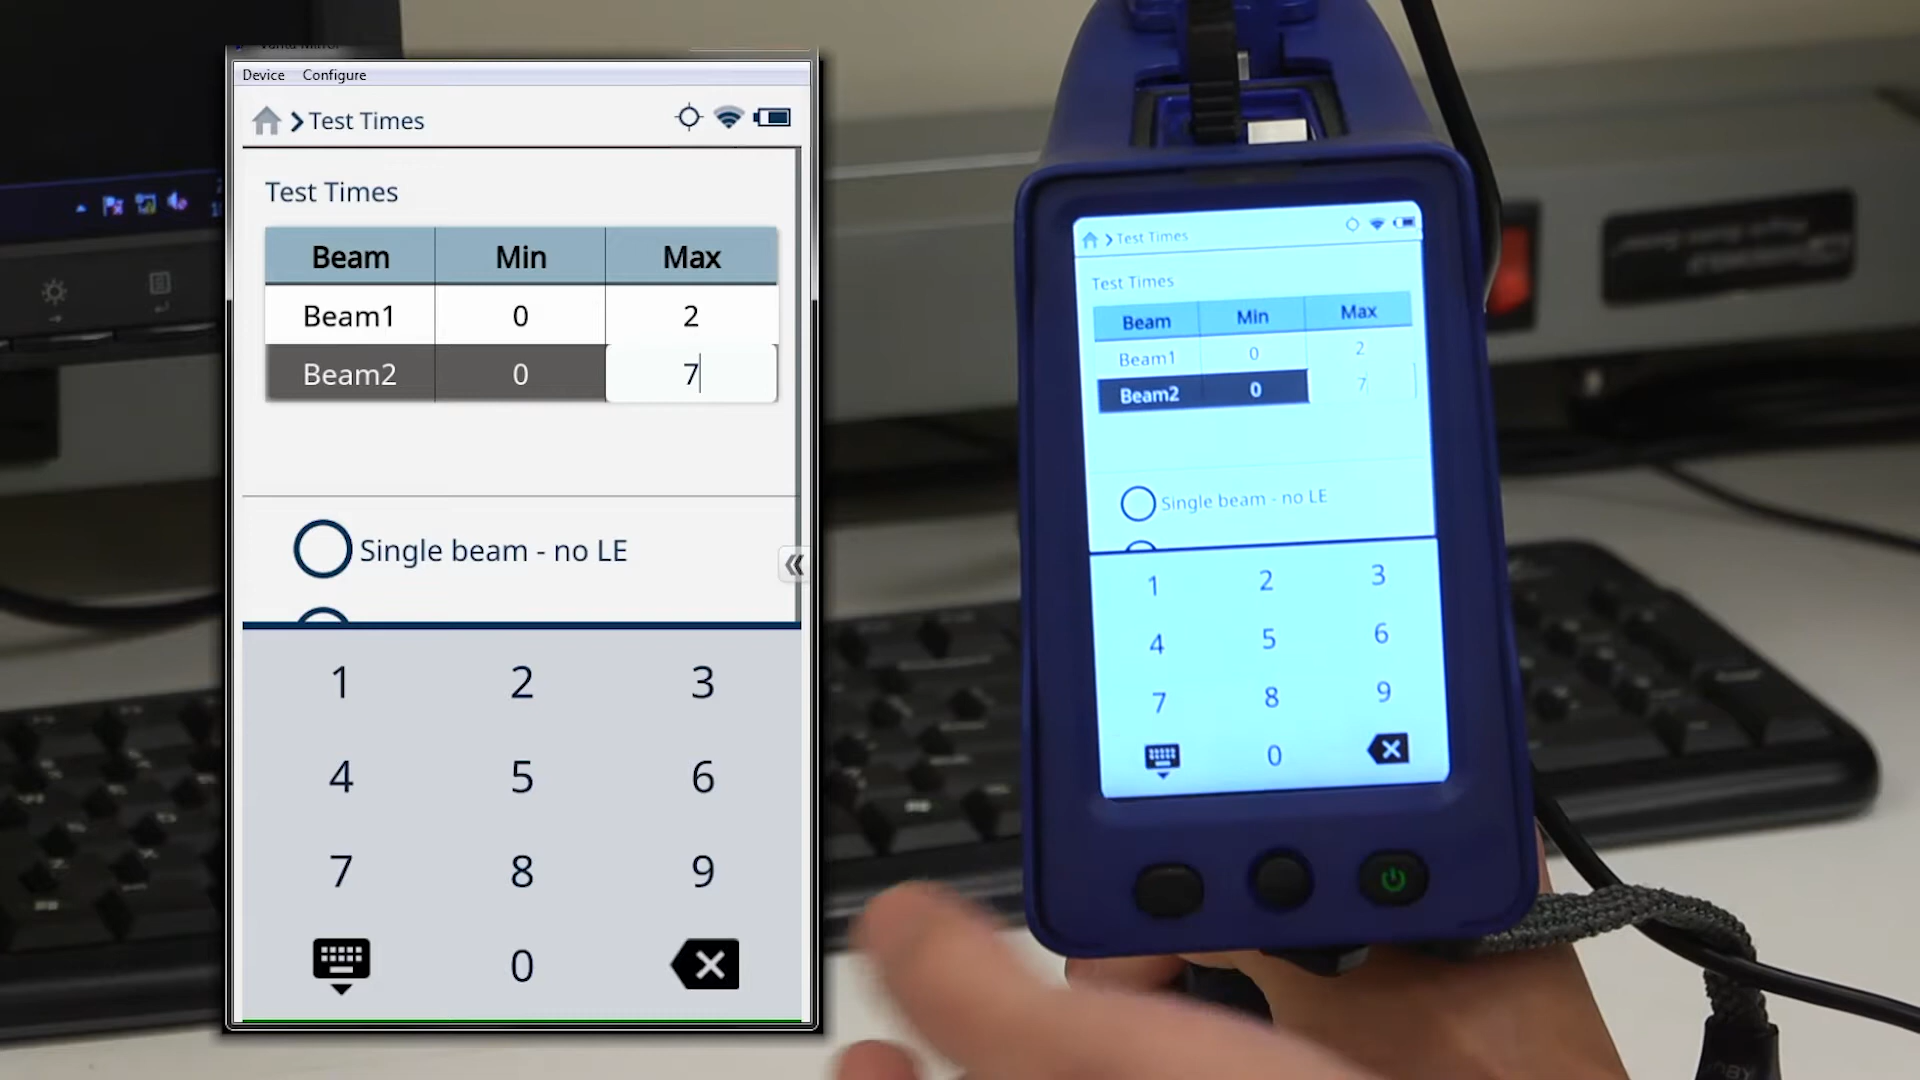 Device Configure
Test Times
Test Times
Beam Min Max
Beam1 0 2
Beam2 0 7
Single beam - no LE
1 2 3
4 5 6
7 8 9
0
Test Times
Test Times
Beam Min Max
Beam1 0 2
Beam2 0 7
Single beam - no LE
1 2 3
4 5 6
7 8 9
0